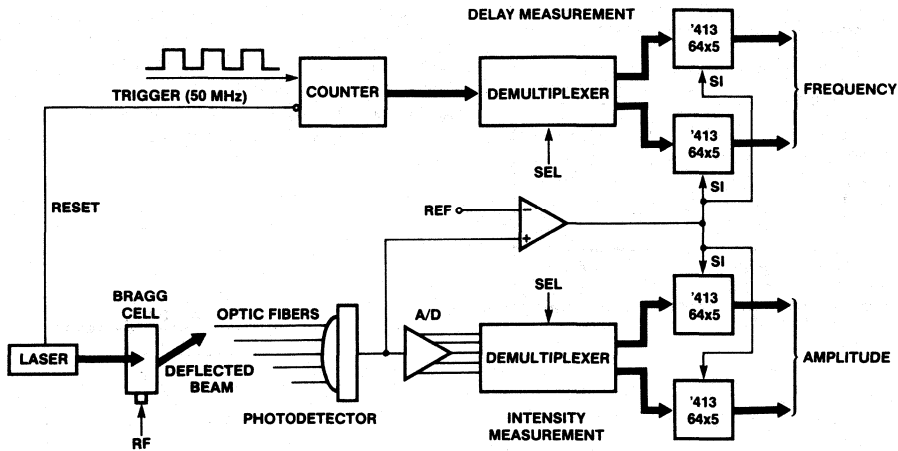 DELAY MEASUREMENT
'413
64x5
SI
TRIGGER (50 MHz)
COUNTER
DEMULTIPLEXER
FREQUENCY
'413
64x5
SEL
SI
RESET
REF
−
+
SI
BRAGG
CELL
OPTIC FIBERS
A/D
SEL
'413
64x5
LASER
DEFLECTED
BEAM
DEMULTIPLEXER
AMPLITUDE
PHOTODETECTOR
INTENSITY
MEASUREMENT
'413
64x5
RF